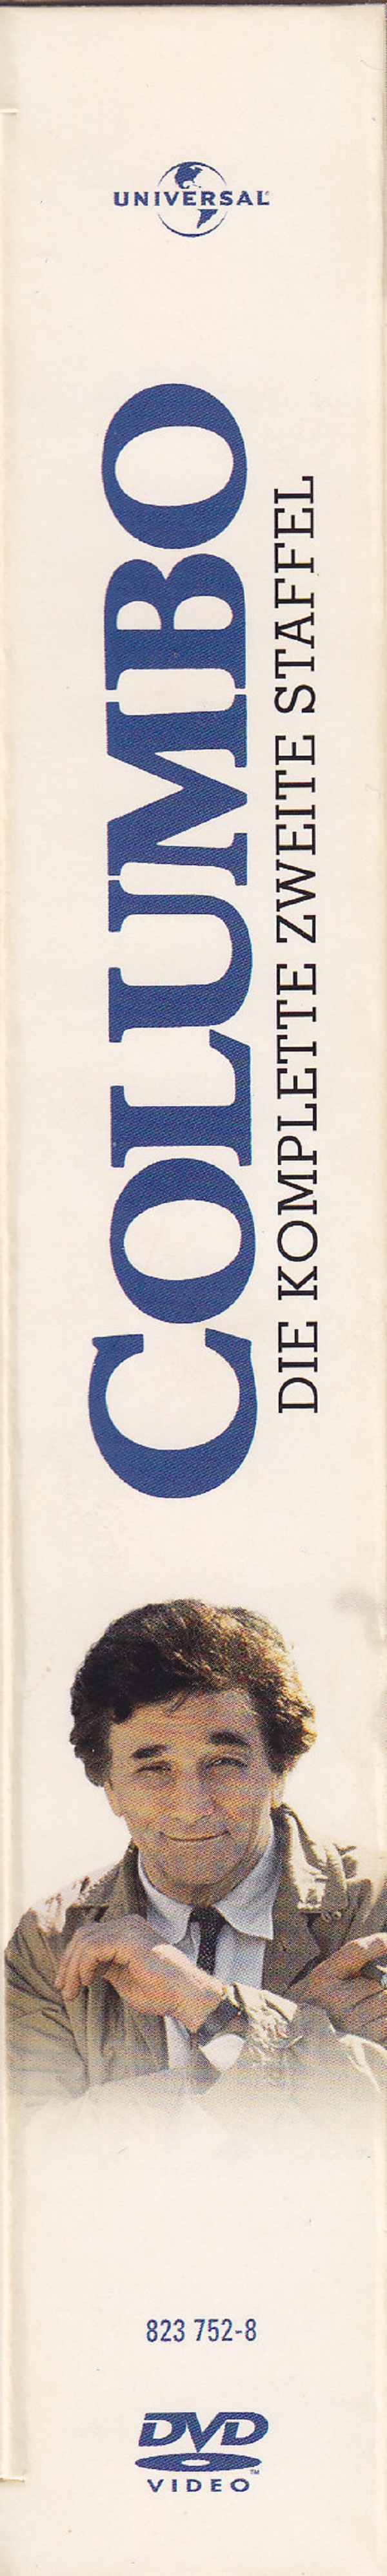 UNIVERSAL
COLUMBO
DIE KOMPLETTE ZWEITE STAFFEL
823 752-8
DVD
VIDEO